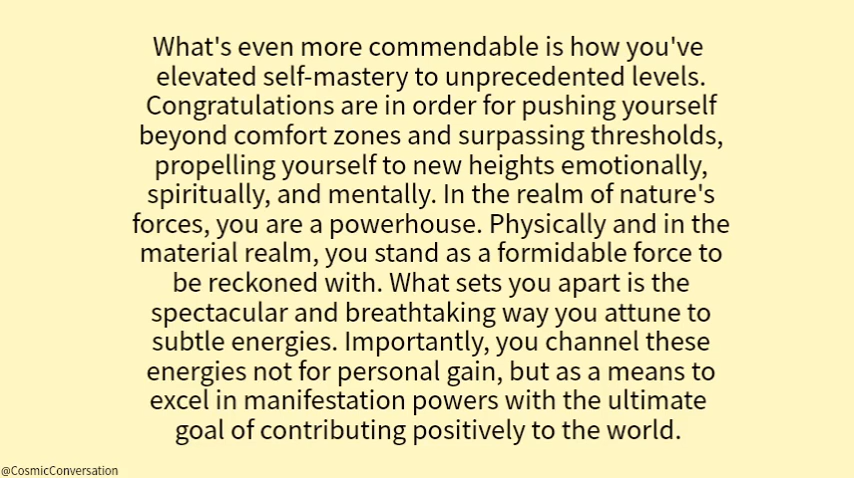 What's even more commendable is how you've
elevated self-mastery to unprecedented levels.
Congratulations are in order for pushing yourself
beyond comfort zones and surpassing thresholds,
propelling yourself to new heights emotionally,
spiritually, and mentally. In the realm of nature's
forces, you are a powerhouse. Physically and in the
material realm, you stand as a formidable force to
be reckoned with. What sets you apart is the
spectacular and breathtaking way you attune to
subtle energies. Importantly, you channel these
energies not for personal gain, but as a means to
excel in manifestation powers with the ultimate
goal of contributing positively to the world.
@CosmicConversation